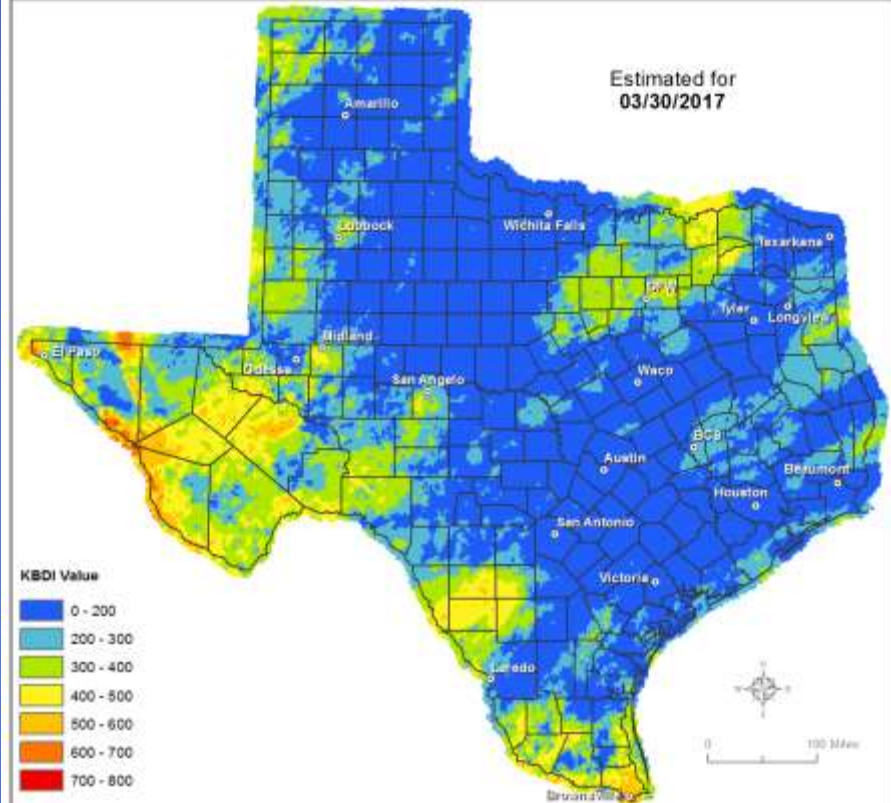 Estimated for
03/30/2017
Amarillo
Lubbock
Wichita Falls
Texarkana
DFW
Tyler
Longview
El Paso
Midland
Odessa
San Angelo
Waco
BCS
Austin
Beaumont
Houston
San Antonio
Victoria
Laredo
Brownsville
KBDI Value
0 - 200
200 - 300
300 - 400
400 - 500
500 - 600
600 - 700
700 - 800
0 100 Miles